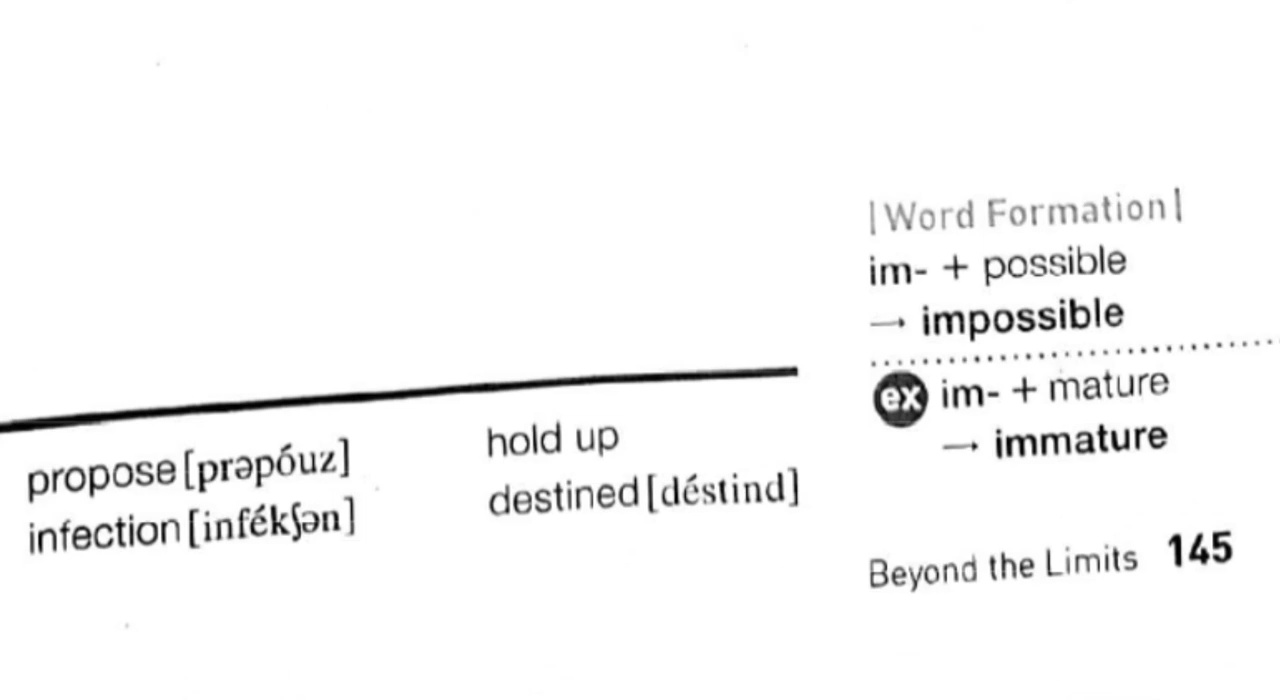 propose [prəpóuz]
infection [infékʃən]
hold up
destined [déstind]
|Word Formation|
im- + possible
→ impossible
ex im- + mature
→ immature
Beyond the Limits 145